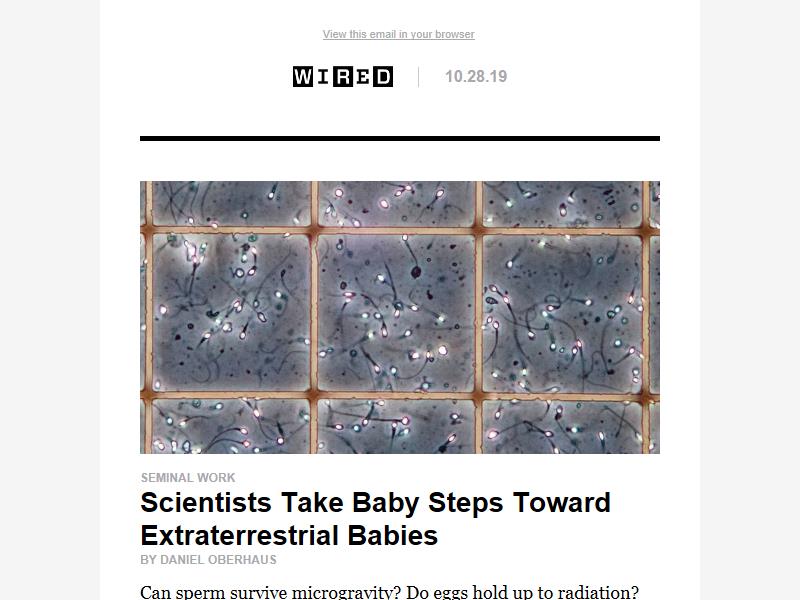 View this email in your browser
WIRED 10.28.19
SEMINAL WORK
Scientists Take Baby Steps Toward
Extraterrestrial Babies
BY DANIEL OBERHAUS
Can sperm survive microgravity? Do eggs hold up to radiation?